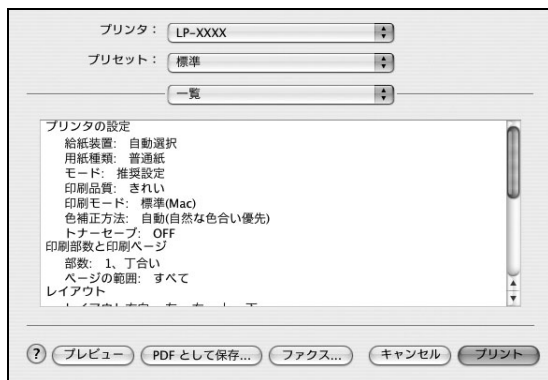 プリンタ： LP-XXXX
プリセット： 標準
一覧
プリンタの設定
給紙装置: 自動選択
用紙種類: 普通紙
モード: 推奨設定
印刷品質: きれい
印刷モード: 標準(Mac)
色補正方法: 自動(自然な色合い優先)
トナーセーブ: OFF
印刷部数と印刷ページ
部数: 1、丁合い
ページの範囲: すべて
レイアウト
? プレビュー PDF として保存... ファクス... キャンセル プリント